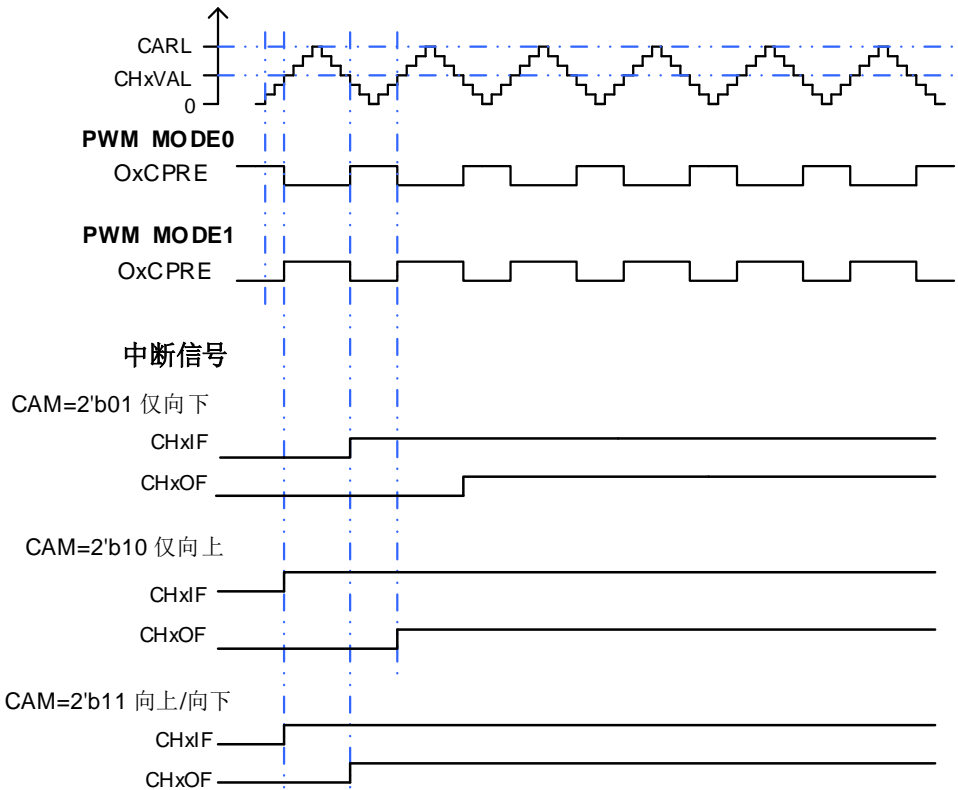 CARL
CHxVAL
0
PWM MODE0
OxCPRE
PWM MODE1
OxCPRE
中断信号
CAM=2'b01 仅向下
CHxIF
CHxOF
CAM=2'b10 仅向上
CHxIF
CHxOF
CAM=2'b11 向上/向下
CHxIF
CHxOF